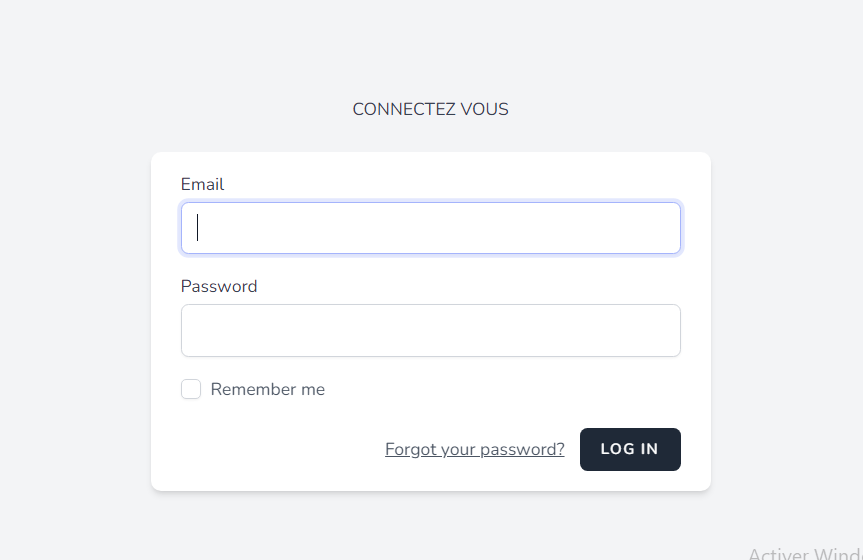 CONNECTEZ VOUS
Email
Password
Remember me
Forgot your password? LOG IN
Activer